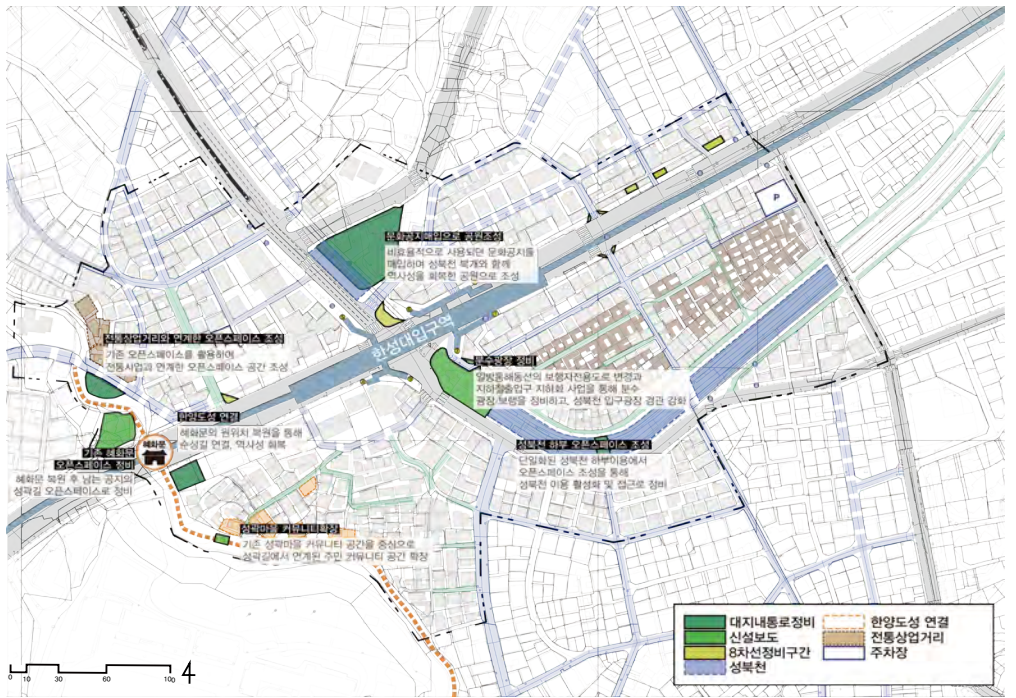 문화공지매입으로 공원조성
비효율적으로 사용되던 문화공지를
매입하여 성북천 복개와 함께
역사성을 회복한 공원으로 조성
P
한성대입구역
전통상업거리와 연계한 오픈스페이스 조성
기존 오픈스페이스를 활용하여
전통사업과 연계한 오픈스페이스 공간 조성
분수광장 정비
일방통행동선의 보행자전용도로 변경과
지하철출입구 지하화 사업을 통해 분수
광장 보행을 정비하고, 성북천 입구광장 경관 강화
한양도성 연결
혜화문의 원위치 복원을 통해
순성길 연결, 역사성 회복
혜화문
기존 혜화문
오픈스페이스 정비
혜화문 복원 후 남는 공지의
성곽길 오픈스페이스로 정비
성북천 하부 오픈스페이스 조성
단일화된 성북천 하부이용에서
오픈스페이스 조성을 통해
성북천 이용 활성화 및 접근로 정비
성곽마을 커뮤니티확장
기존 성곽마을 커뮤니티 공간을 중심으로
성곽길에서 연계된 주민 커뮤니티 공간 확장
대지내통로정비
신설보도
8차선정비구간
성북천
한양도성 연결
전통상업거리
주차장
0 10 30 60 100